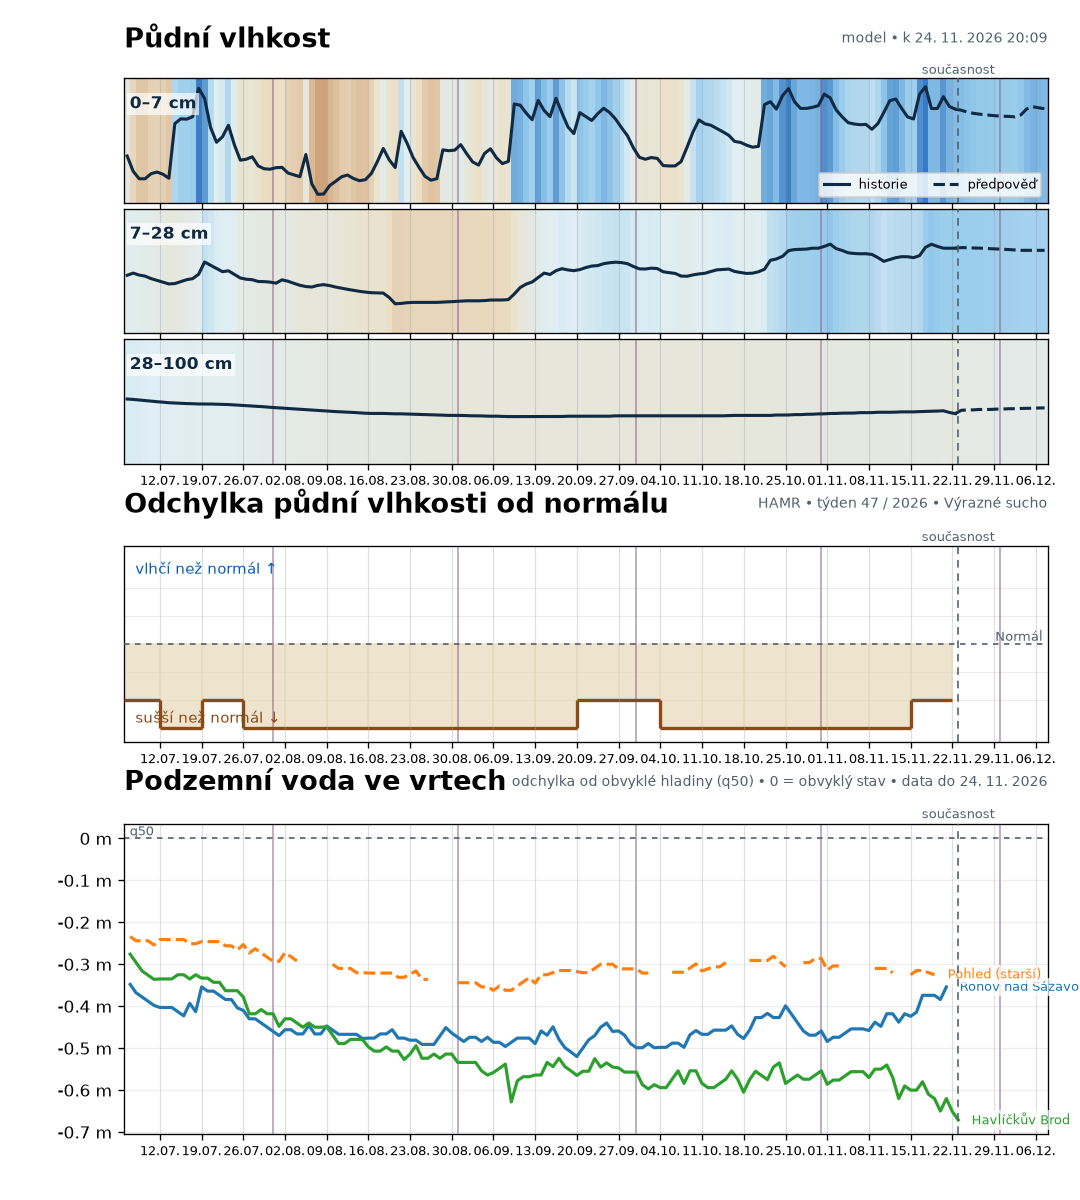 Půdní vlhkost
model • k 24. 11. 2026 20:09
současnost
0–7 cm
historie
předpověď
7–28 cm
28–100 cm
12.07. 19.07. 26.07. 02.08. 09.08. 16.08. 23.08. 30.08. 06.09. 13.09. 20.09. 27.09. 04.10. 11.10. 18.10. 25.10. 01.11. 08.11. 15.11. 22.11. 29.11. 06.12.
Odchylka půdní vlhkosti od normálu
HAMR • týden 47 / 2026 • Výrazné sucho
současnost
vlhčí než normál ↑
Normál
sušší než normál ↓
12.07. 19.07. 26.07. 02.08. 09.08. 16.08. 23.08. 30.08. 06.09. 13.09. 20.09. 27.09. 04.10. 11.10. 18.10. 25.10. 01.11. 08.11. 15.11. 22.11. 29.11. 06.12.
Podzemní voda ve vrtech
odchylka od obvyklé hladiny (q50) • 0 = obvyklý stav • data do 24. 11. 2026
současnost
q50
0 m
-0.1 m
-0.2 m
-0.3 m
Pohled (starší)
Ronov nad Sázavo
-0.4 m
-0.5 m
-0.6 m
Havlíčkův Brod
-0.7 m
12.07. 19.07. 26.07. 02.08. 09.08. 16.08. 23.08. 30.08. 06.09. 13.09. 20.09. 27.09. 04.10. 11.10. 18.10. 25.10. 01.11. 08.11. 15.11. 22.11. 29.11. 06.12.